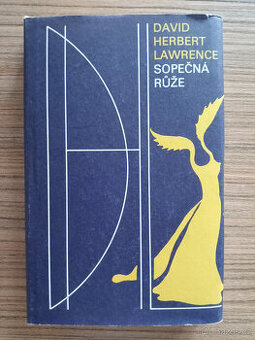 DAVID
HERBERT
LAWRENCE
SOPEČNÁ
RŮŽE